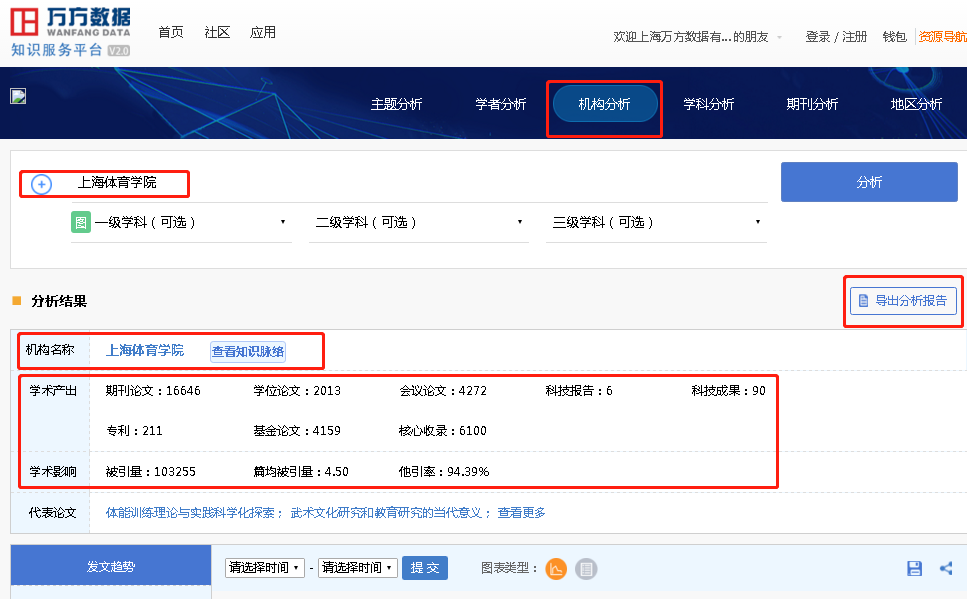 万方数据
WANFANG DATA
知识服务平台 V2.0
首页 社区 应用
欢迎上海万方数据有...的朋友 登录 / 注册 钱包 资源导航
主题分析 学者分析 机构分析 学科分析 期刊分析 地区分析
上海体育学院
分析
图 一级学科（可选） 二级学科（可选） 三级学科（可选）
分析结果
导出分析报告
机构名称 上海体育学院 查看知识脉络
学术产出 期刊论文：16646 学位论文：2013 会议论文：4272 科技报告：6 科技成果：90
专利：211 基金论文：4159 核心收录：6100
学术影响 被引量：103255 篇均被引量：4.50 他引率：94.39%
代表论文 体能训练理论与实践科学化探索； 武术文化研究和教育研究的当代意义； 查看更多
发文趋势
请选择时间 - 请选择时间 提 交 图表类型：